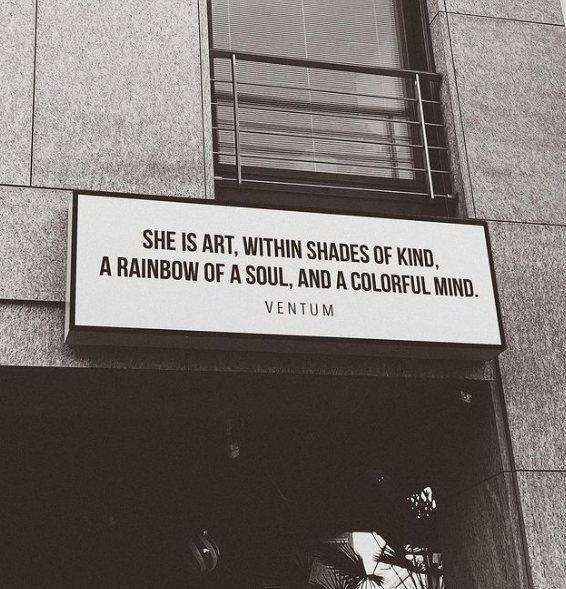 SHE IS ART, WITHIN SHADES OF KIND,
A RAINBOW OF A SOUL, AND A COLORFUL MIND.
VENTUM